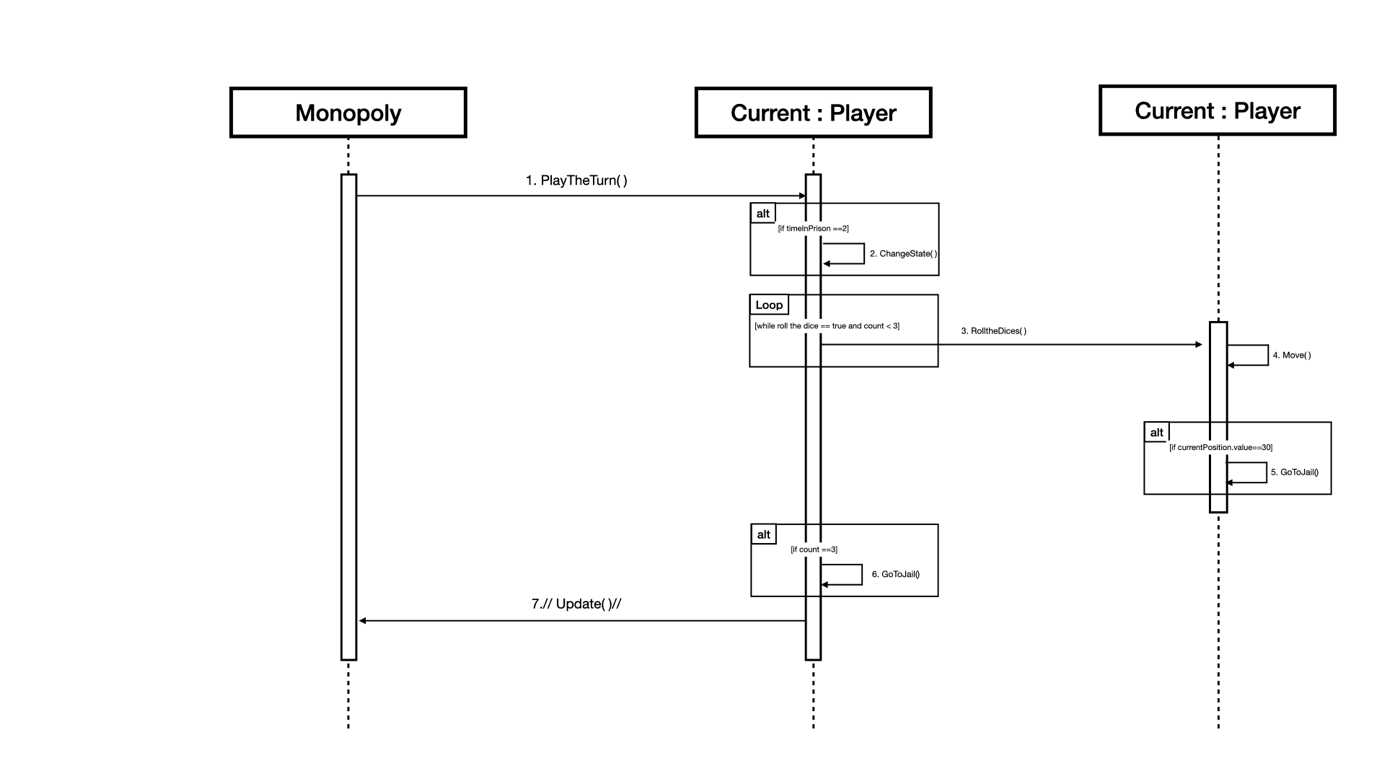 Monopoly
Current : Player
Current : Player
1. PlayTheTurn( )
alt
[if timeInPrison ==2]
2. ChangeState( )
Loop
[while roll the dice == true and count < 3]
3. RolltheDices( )
4. Move( )
alt
[if currentPosition.value==30]
5. GoToJail()
alt
[if count ==3]
6. GoToJail()
7.// Update( )//